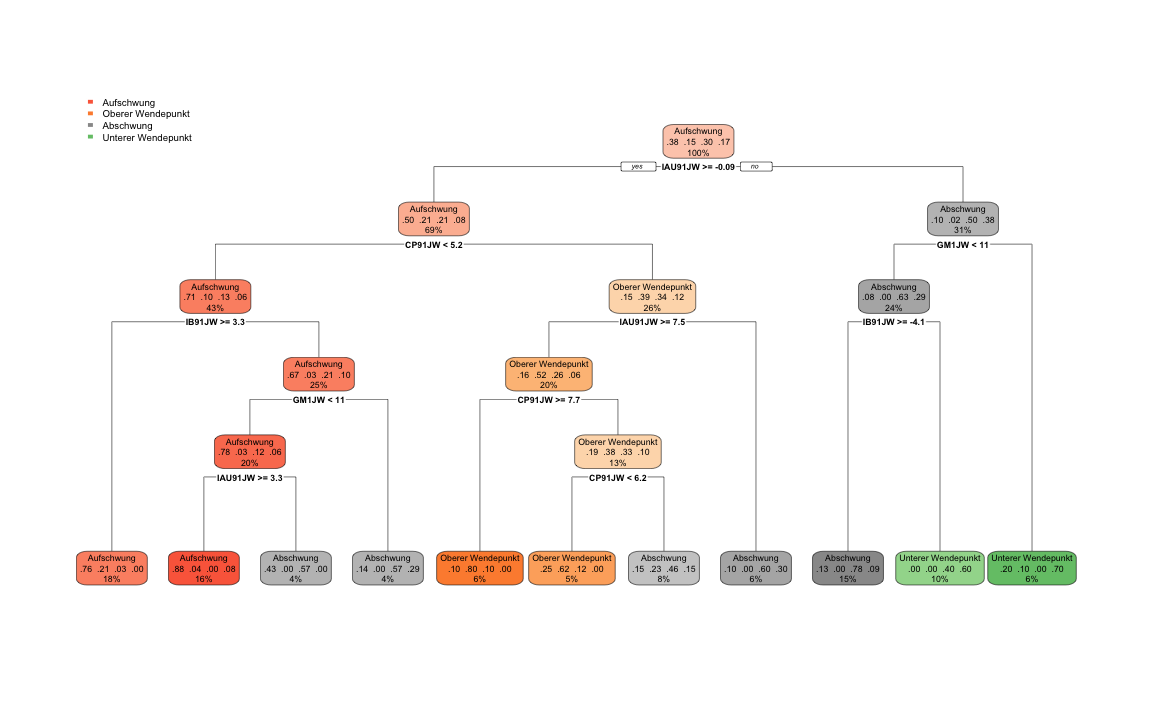 Aufschwung
Oberer Wendepunkt
Abschwung
Unterer Wendepunkt
Aufschwung
.38 .15 .30 .17
100%
yes IAU91JW >= -0.09 no
Aufschwung
.50 .21 .21 .08
69%
CP91JW < 5.2
Abschwung
.10 .02 .50 .38
31%
GM1JW < 11
Aufschwung
.71 .10 .13 .06
43%
IB91JW >= 3.3
Oberer Wendepunkt
.15 .39 .34 .12
26%
IAU91JW >= 7.5
Abschwung
.08 .00 .63 .29
24%
IB91JW >= -4.1
Aufschwung
.67 .03 .21 .10
25%
GM1JW < 11
Oberer Wendepunkt
.16 .52 .26 .06
20%
CP91JW >= 7.7
Aufschwung
.78 .03 .12 .06
20%
IAU91JW >= 3.3
Oberer Wendepunkt
.19 .38 .33 .10
13%
CP91JW < 6.2
Aufschwung
.76 .21 .03 .00
18%
Aufschwung
.88 .04 .00 .08
16%
Abschwung
.43 .00 .57 .00
4%
Abschwung
.14 .00 .57 .29
4%
Oberer Wendepunkt
.10 .80 .10 .00
6%
Oberer Wendepunkt
.25 .62 .12 .00
5%
Abschwung
.15 .23 .46 .15
8%
Abschwung
.10 .00 .60 .30
6%
Abschwung
.13 .00 .78 .09
15%
Unterer Wendepunkt
.00 .00 .40 .60
10%
Unterer Wendepunkt
.20 .10 .00 .70
6%